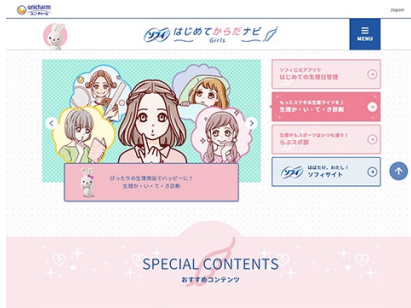 unicharm
ユニ・チャーム
Japan
ソフィ はじめてからだナビ
Girls
MENU
ソフィ公式アプリで
はじめての生理日管理
もっとステキな生理ライフを♪
生理か・い・て・き診断
生理中もスポーツはいつも通り!
らぶスポ部
ソフィ
はばたけ、わたし!
ソフィサイト
ぴったりの生理用品でハッピーに!
生理か・い・て・き診断
SPECIAL CONTENTS
おすすめコンテンツ